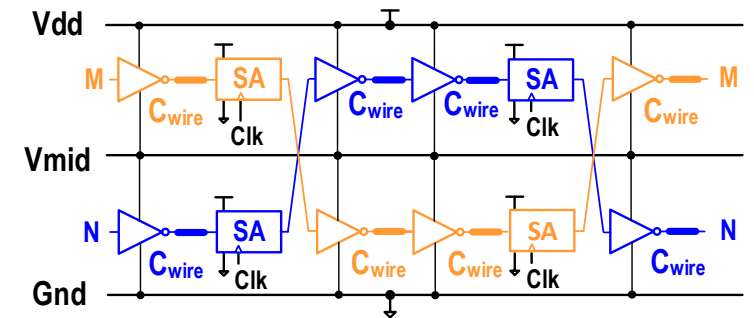 Vdd
M SA SA M
Cwire Clk Cwire Cwire Clk Cwire
Vmid
N SA SA N
Cwire Clk Cwire Cwire Clk Cwire
Gnd